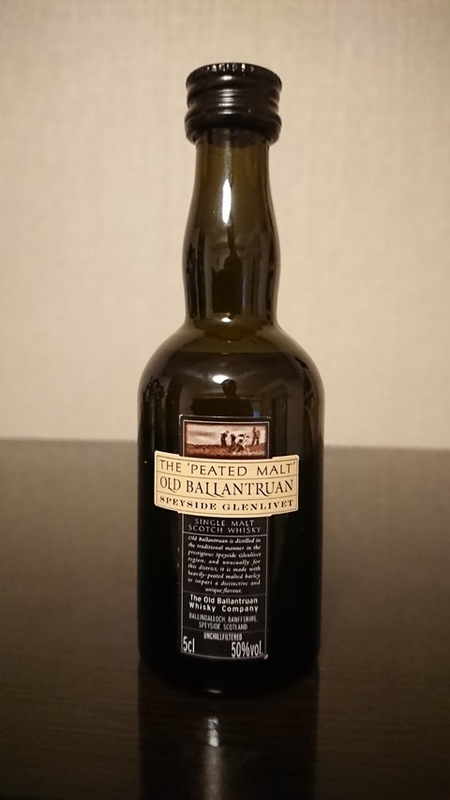 THE 'PEATED MALT'
OLD BALLANTRUAN
SPEYSIDE GLENLIVET
SINGLE MALT
SCOTCH WHISKY
Old Ballantruan is distilled in
the traditional manner in the
prestigious Speyside Glenlivet
region, and unusually for
this district, it is made with
heavily-peated malted barley
to impart a distinctive and
unique flavour.
The Old Ballantruan
Whisky Company
BALLINDALLOCH, BANFFSHIRE,
SPEYSIDE, SCOTLAND
UNCHILLFILTERED
5cl 50%vol.